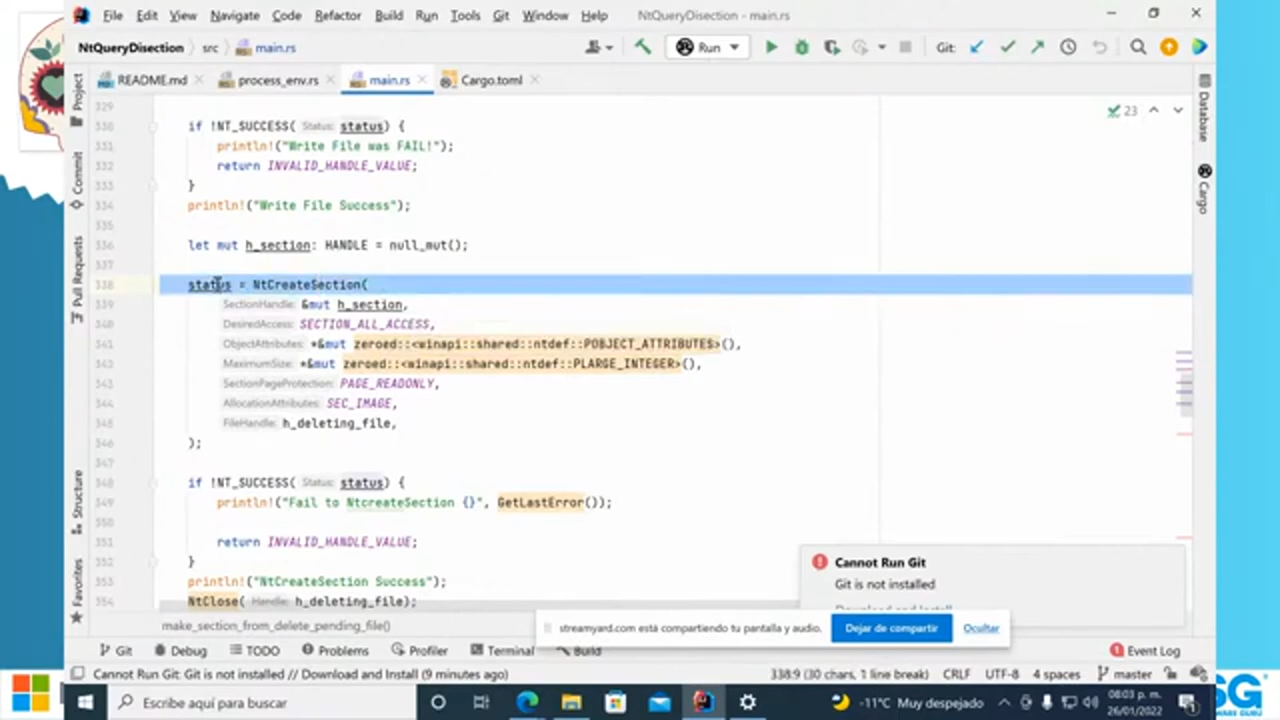 File Edit View Navigate Code Refactor Build Run Tools Git Window Help NtQueryDisection - main.rs
NtQueryDisection src main.rs Run Git:
README.md process_env.rs main.rs Cargo.toml
Project
Commit
Pull Requests
Structure
Favorites
Database
Cargo
23
329
330 if !NT_SUCCESS( Status: status) {
331 println!("Write File was FAIL!");
332 return INVALID_HANDLE_VALUE;
333 }
334 println!("Write File Success");
335
336 let mut h_section: HANDLE = null_mut();
337
338 status = NtCreateSection(
339 SectionHandle: &mut h_section,
340 DesiredAccess: SECTION_ALL_ACCESS,
341 ObjectAttributes: *&mut zeroed::<winapi::shared::ntdef::POBJECT_ATTRIBUTES>(),
342 MaximumSize: *&mut zeroed::<winapi::shared::ntdef::PLARGE_INTEGER>(),
343 SectionPageProtection: PAGE_READONLY,
344 AllocationAttributes: SEC_IMAGE,
345 FileHandle: h_deleting_file,
346 );
347
348 if !NT_SUCCESS( Status: status) {
349 println!("Fail to NtcreateSection {}", GetLastError());
350
351 return INVALID_HANDLE_VALUE;
352 }
353 println!("NtCreateSection Success");
354 NtClose( Handle: h_deleting_file);
make_section_from_delete_pending_file()
Cannot Run Git
Git is not installed
Download and Install
streamyard.com está compartiendo tu pantalla y audio. Dejar de compartir Ocultar
Git Debug TODO Problems Profiler Terminal Build Event Log
Cannot Run Git: Git is not installed // Download and Install (9 minutes ago) 338:9 (30 chars, 1 line break) CRLF UTF-8 4 spaces master
Escribe aquí para buscar -11°C Muy despejado 08:03 p. m.
26/01/2022
SG